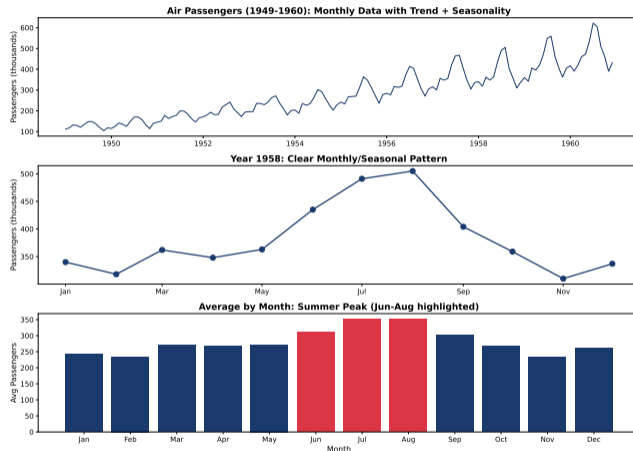 Air Passengers (1949-1960): Monthly Data with Trend + Seasonality
Passengers (thousands)
600
500
400
300
200
100
1950 1952 1954 1956 1958 1960
Year 1958: Clear Monthly/Seasonal Pattern
Passengers (thousands)
500
450
400
350
Jan Mar May Jul Sep Nov
Average by Month: Summer Peak (Jun-Aug highlighted)
Avg Passengers
350
300
250
200
150
100
50
0
Jan Feb Mar Apr May Jun Jul Aug Sep Oct Nov Dec
Month